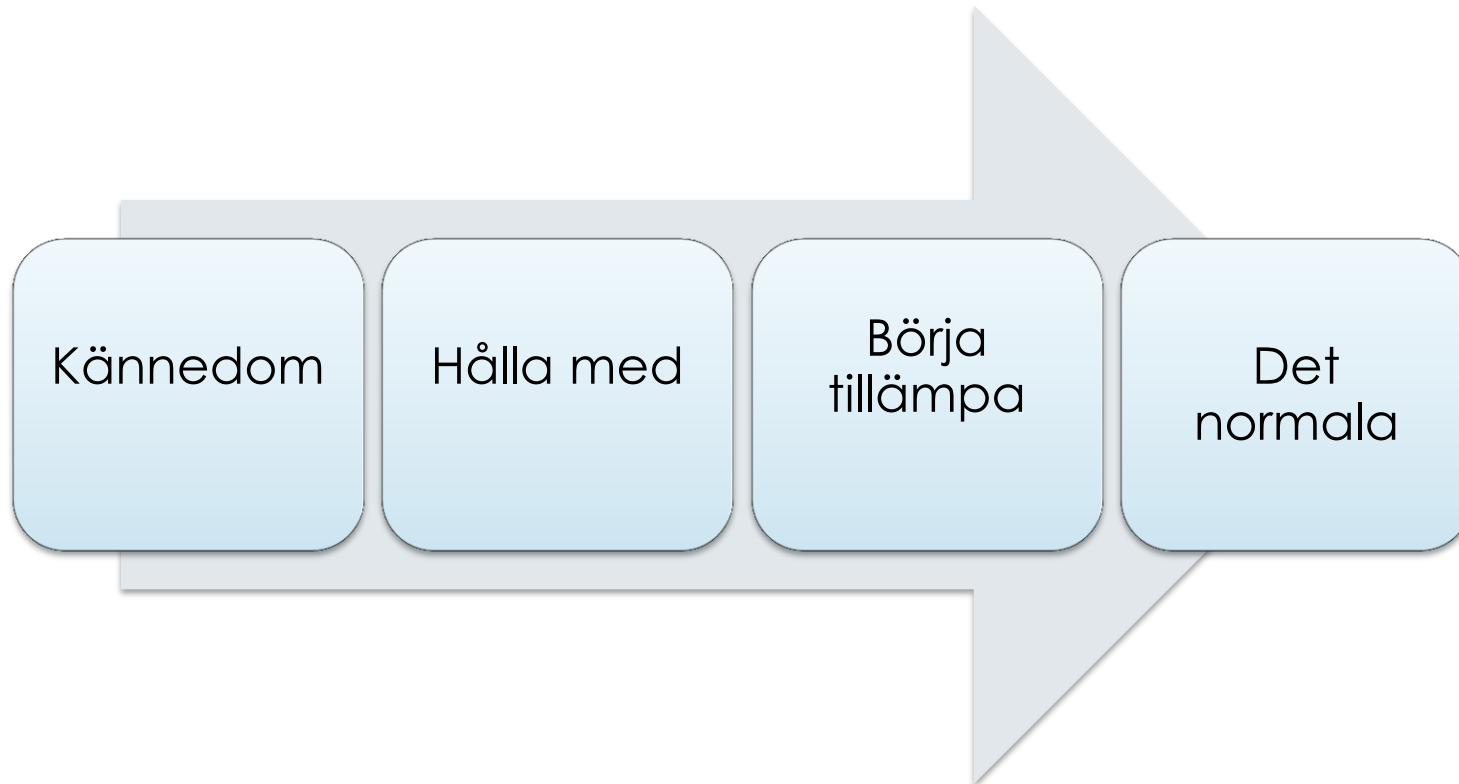 Kännedom
Hålla med
Börja
tillämpa
Det
normala